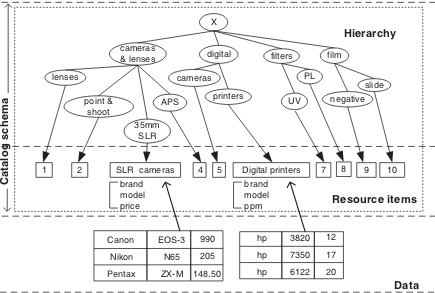 X
Hierarchy
cameras
& lenses
digital
filters
film
lenses
cameras
PL
slide
point &
shoot
APS
printers
UV
negative
35mm
SLR
Catalog schema
1
2
SLR cameras
4
5
Digital printers
7
8
9
10
brand
model
price
brand
model
ppm
Resource items
Canon EOS-3 990
Nikon N65 205
Pentax ZX-M 148.50
hp 3820 12
hp 7350 17
hp 6122 20
Data